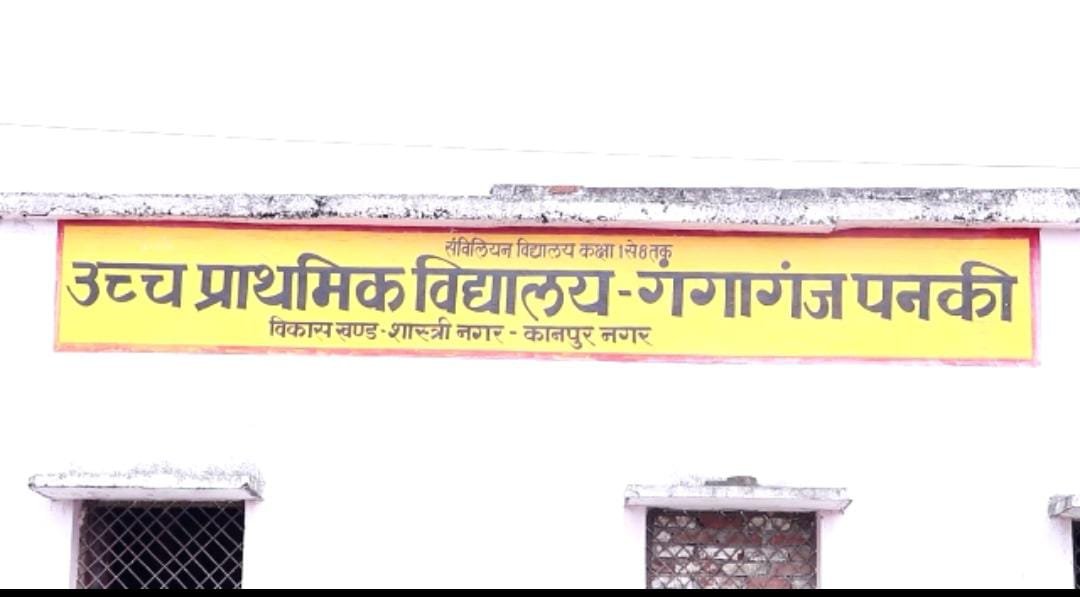 संविलियन विद्यालय कक्षा 1 से 8 तक
उच्च प्राथमिक विद्यालय - गंगागंज पनकी
विकास खण्ड - शास्त्री नगर - कानपुर नगर